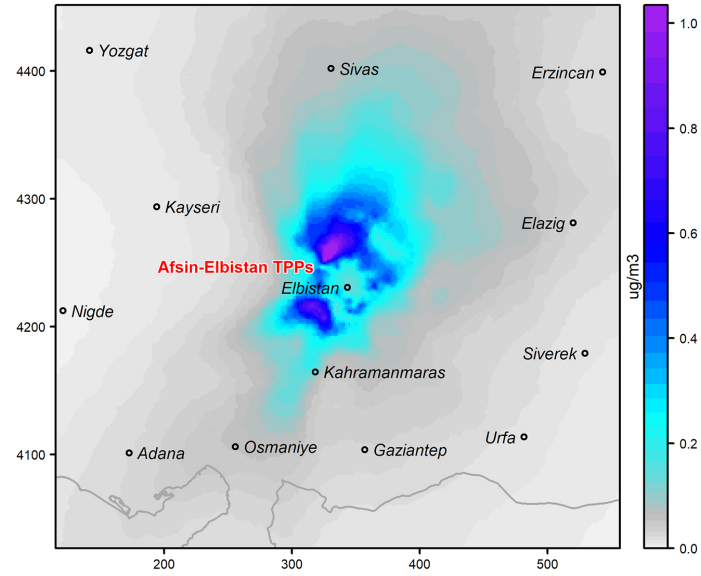 Yozgat
Sivas
Erzincan
Kayseri
Elazig
Afsin-Elbistan TPPs
Elbistan
Nigde
Siverek
Kahramanmaras
Urfa
Adana
Osmaniye
Gaziantep
4400
4300
4200
4100
200
300
400
500
1.0
0.8
0.6
0.4
0.2
0.0
ug/m3